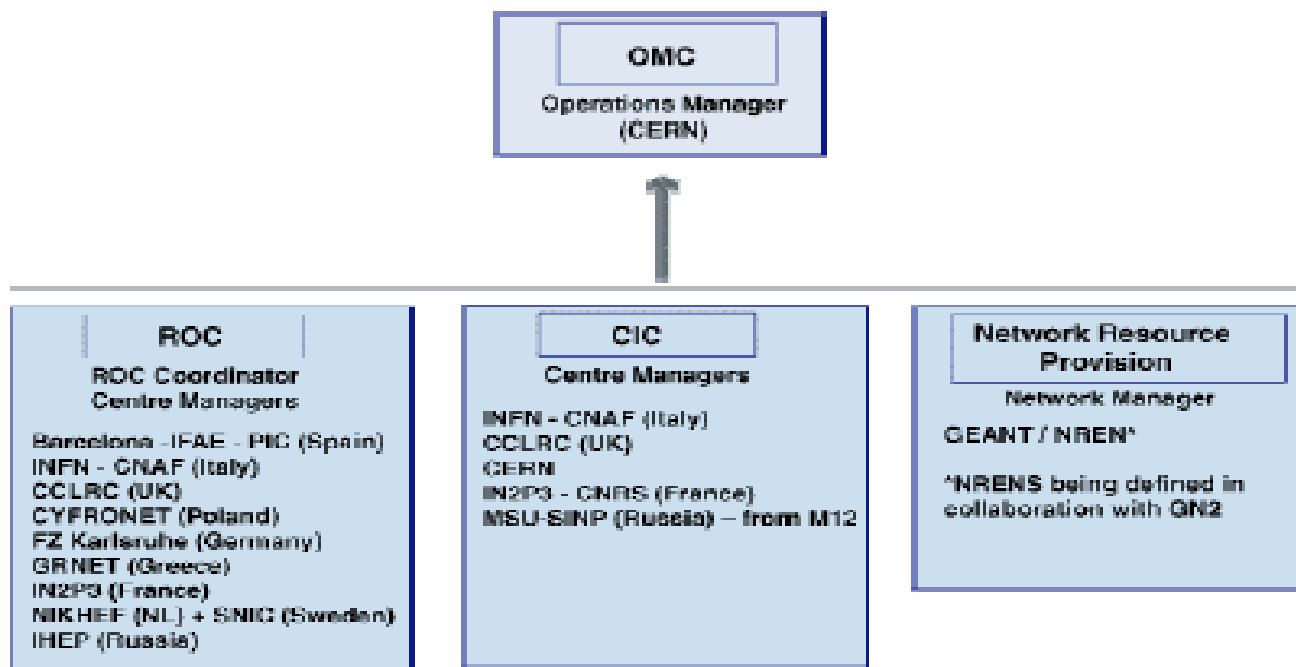 OMC
Operations Manager
(CERN)
ROC
ROC Coordinator
Centre Managers
Barcelona -IFAE - PIC (Spain)
INFN - CNAF (Italy)
CCLRC (UK)
CYFRONET (Poland)
FZ Karlsruhe (Germany)
GRNET (Greece)
IN2P3 (France)
NIKHEF (NL) + SNIC (Sweden)
IHEP (Russia)
CIC
Centre Managers
INFN - CNAF (Italy)
CCLRC (UK)
CERN
IN2P3 - CNRS (France)
MSU-SINP (Russia) – from M12
Network Resource
Provision
Network Manager
GEANT / NREN*
*NRENS being defined in
collaboration with GN2